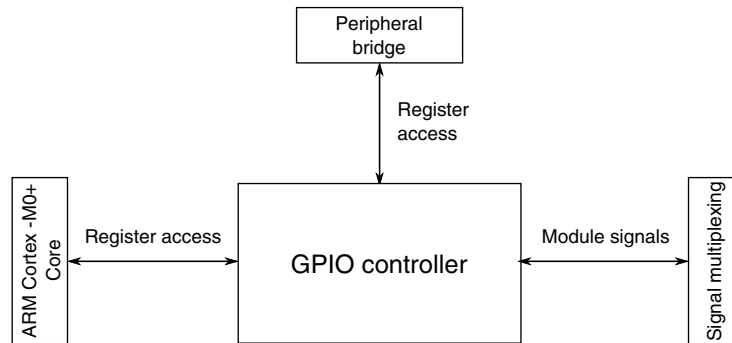 Peripheral
bridge
Register
access
ARM Cortex -M0+
Core
Register access
GPIO controller
Module signals
Signal multiplexing